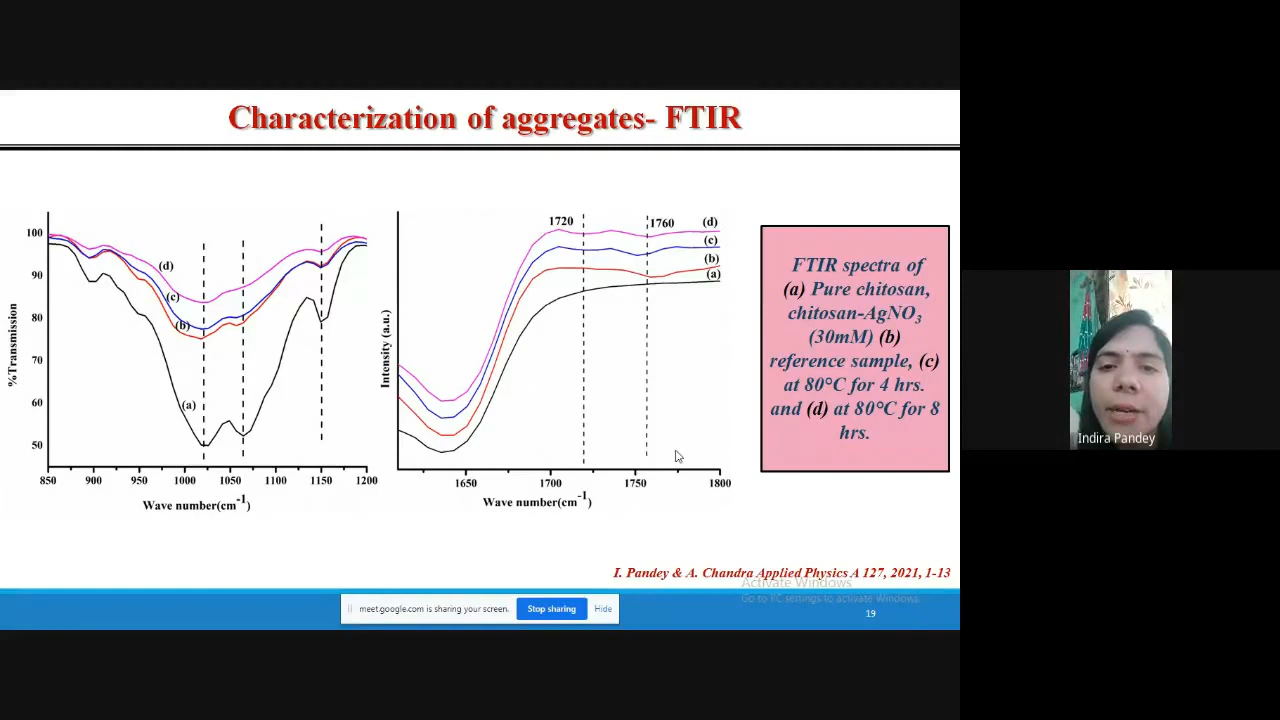 Characterization of aggregates- FTIR
%Transmission
100
90
80
70
60
50
(d)
(c)
(b)
(a)
850 900 950 1000 1050 1100 1150 1200
Wave number(cm-1)
Intensity (a.u.)
1720
1760
(d)
(c)
(b)
(a)
1650 1700 1750 1800
Wave number(cm-1)
FTIR spectra of
(a) Pure chitosan,
chitosan-AgNO3
(30mM) (b)
reference sample, (c)
at 80°C for 4 hrs.
and (d) at 80°C for 8
hrs.
Indira Pandey
I. Pandey & A. Chandra Applied Physics A 127, 2021, 1-13
Activate Windows
Go to PC settings to activate Windows.
meet.google.com is sharing your screen.
Stop sharing
Hide
19